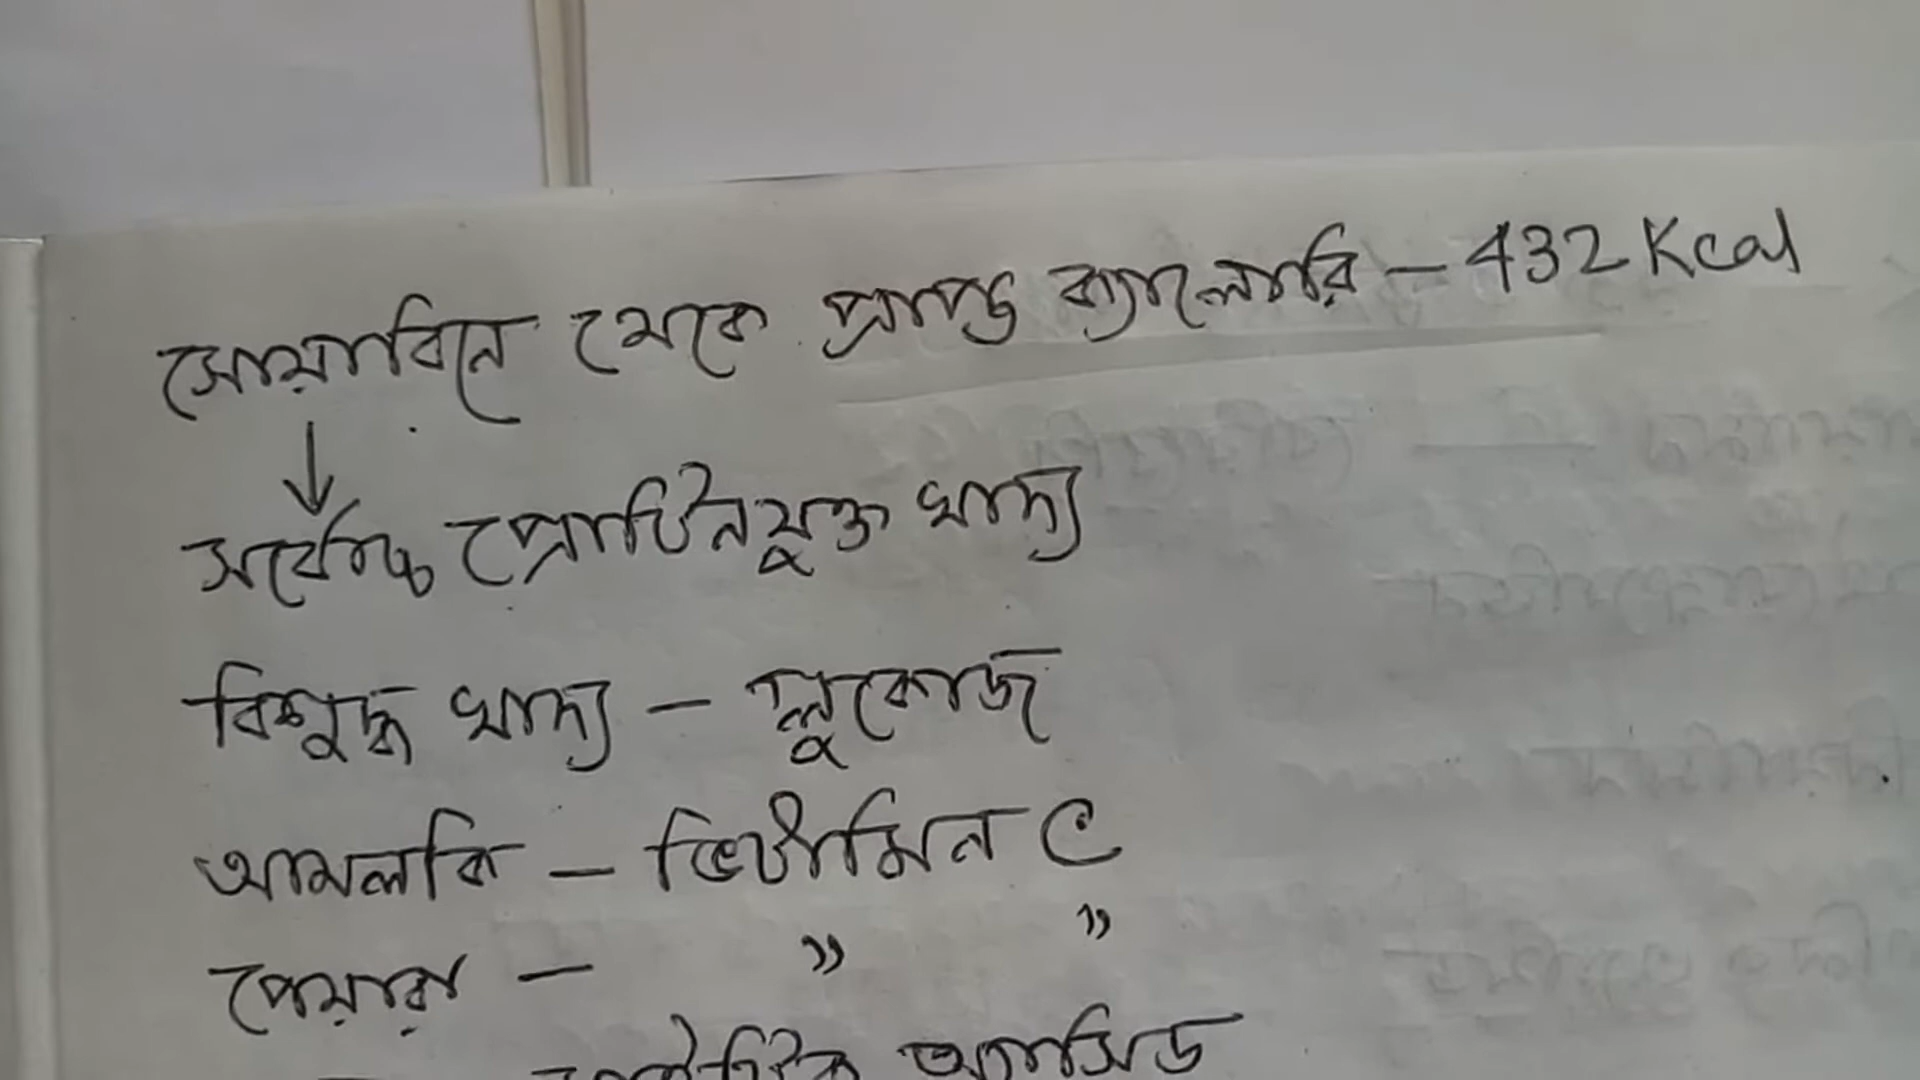 সোয়াবিনে থেকে প্রাপ্ত ক্যালোরি – 432 Kcal
↓
সর্বোচ্চ প্রোটিনযুক্ত খাদ্য
বিশুদ্ধ খাদ্য – গ্লুকোজ
আমলকি – ভিটামিন C
পেয়ারা – " "
অ্যাসিড